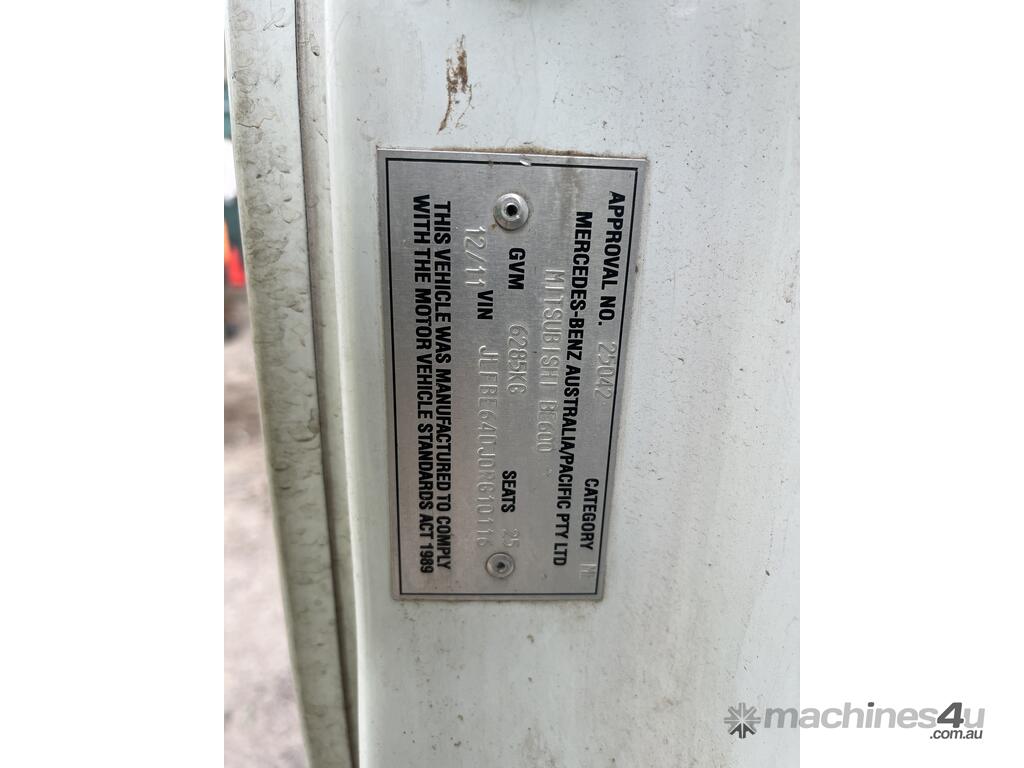 APPROVAL NO. 25042 CATEGORY ME
MERCEDES-BENZ AUSTRALIA/PACIFIC PTY LTD
MITSUBISHI BE600
GVM 6285KG SEATS 25
12/11 VIN
THIS VEHICLE WAS MANUFACTURED TO COMPLY
WITH THE MOTOR VEHICLE STANDARDS ACT 1989
machines4u
.com.au